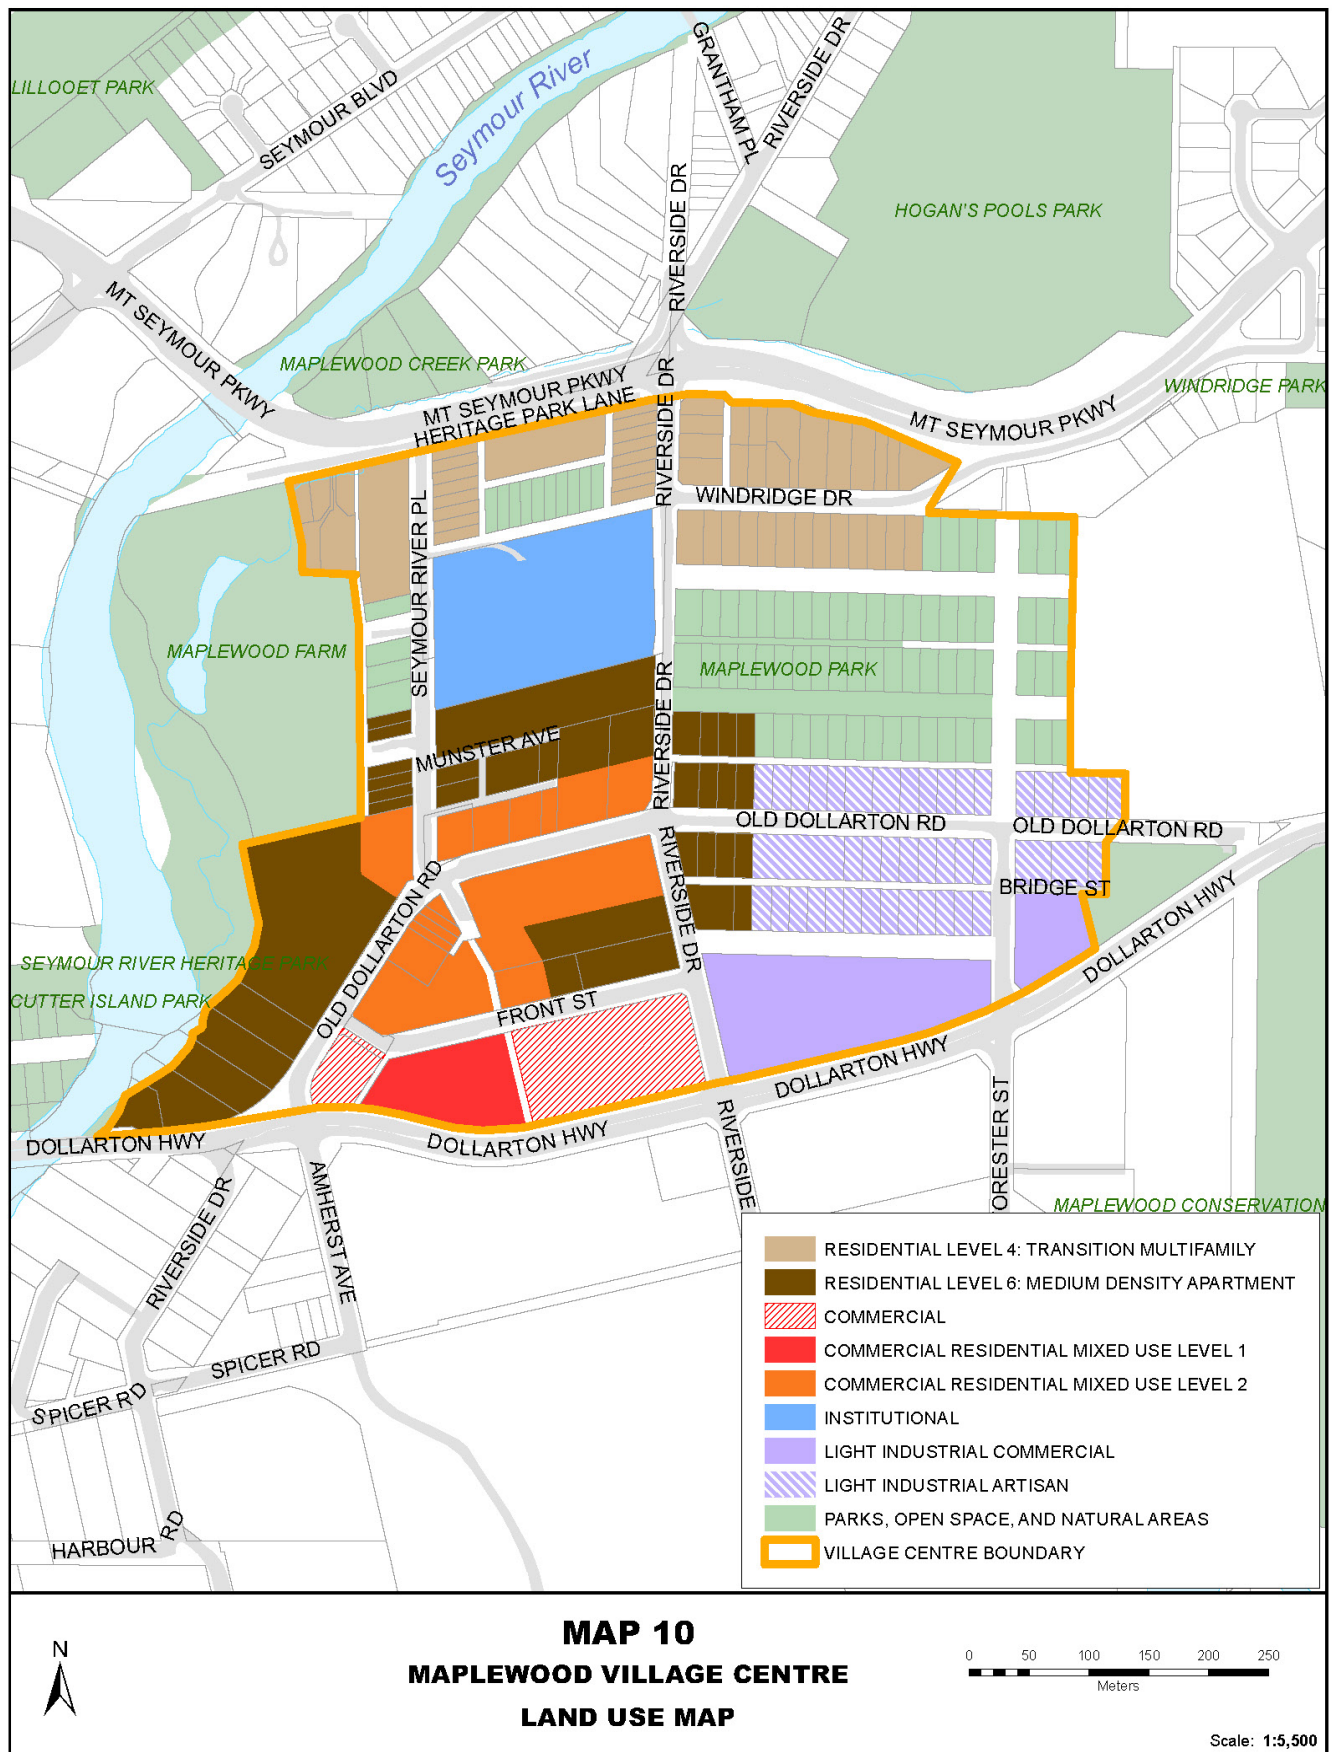 GRANTHAM PL
RIVERSIDE DR
LILLOOET PARK
SEYMOUR BLVD
Seymour River
RIVERSIDE DR
HOGAN'S POOLS PARK
MT SEYMOUR PKWY
MAPLEWOOD CREEK PARK
MT SEYMOUR PKWY
HERITAGE PARK LANE
RIVERSIDE DR
WINDRIDGE PARK
MT SEYMOUR PKWY
WINDRIDGE DR
SEYMOUR RIVER PL
MAPLEWOOD FARM
MAPLEWOOD PARK
RIVERSIDE DR
MUNSTER AVE
OLD DOLLARTON RD
OLD DOLLARTON RD
RIVERSIDE DR
BRIDGE ST
OLD DOLLARTON RD
DOLLARTON HWY
SEYMOUR RIVER HERITAGE PARK
CUTTER ISLAND PARK
FRONT ST
DOLLARTON HWY
DOLLARTON HWY
DOLLARTON HWY
RIVERSIDE
ORESTER ST
AMHERST AVE
RIVERSIDE DR
MAPLEWOOD CONSERVATION
SPICER RD
SPICER RD
HARBOUR RD
RESIDENTIAL LEVEL 4: TRANSITION MULTIFAMILY
RESIDENTIAL LEVEL 6: MEDIUM DENSITY APARTMENT
COMMERCIAL
COMMERCIAL RESIDENTIAL MIXED USE LEVEL 1
COMMERCIAL RESIDENTIAL MIXED USE LEVEL 2
INSTITUTIONAL
LIGHT INDUSTRIAL COMMERCIAL
LIGHT INDUSTRIAL ARTISAN
PARKS, OPEN SPACE, AND NATURAL AREAS
VILLAGE CENTRE BOUNDARY
N
MAP 10
MAPLEWOOD VILLAGE CENTRE
LAND USE MAP
0 50 100 150 200 250
Meters
Scale: 1:5,500